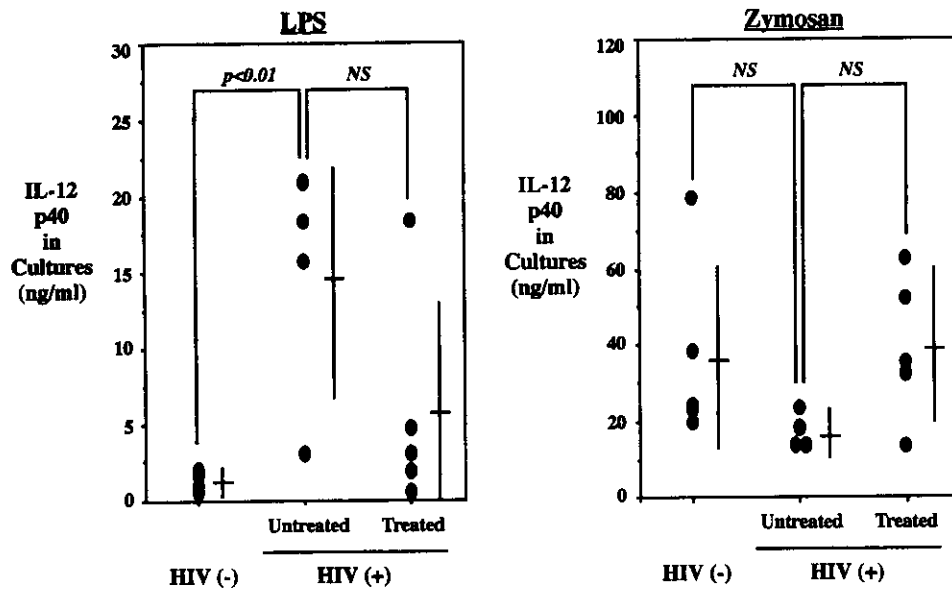 LPS
30
25
20
15
10
5
0
p<0.01
NS
IL-12
p40
in
Cultures
(ng/ml)
Untreated
Treated
HIV (-)
HIV (+)
Zymosan
120
100
80
60
40
20
0
NS
NS
IL-12
p40
in
Cultures
(ng/ml)
Untreated
Treated
HIV (-)
HIV (+)